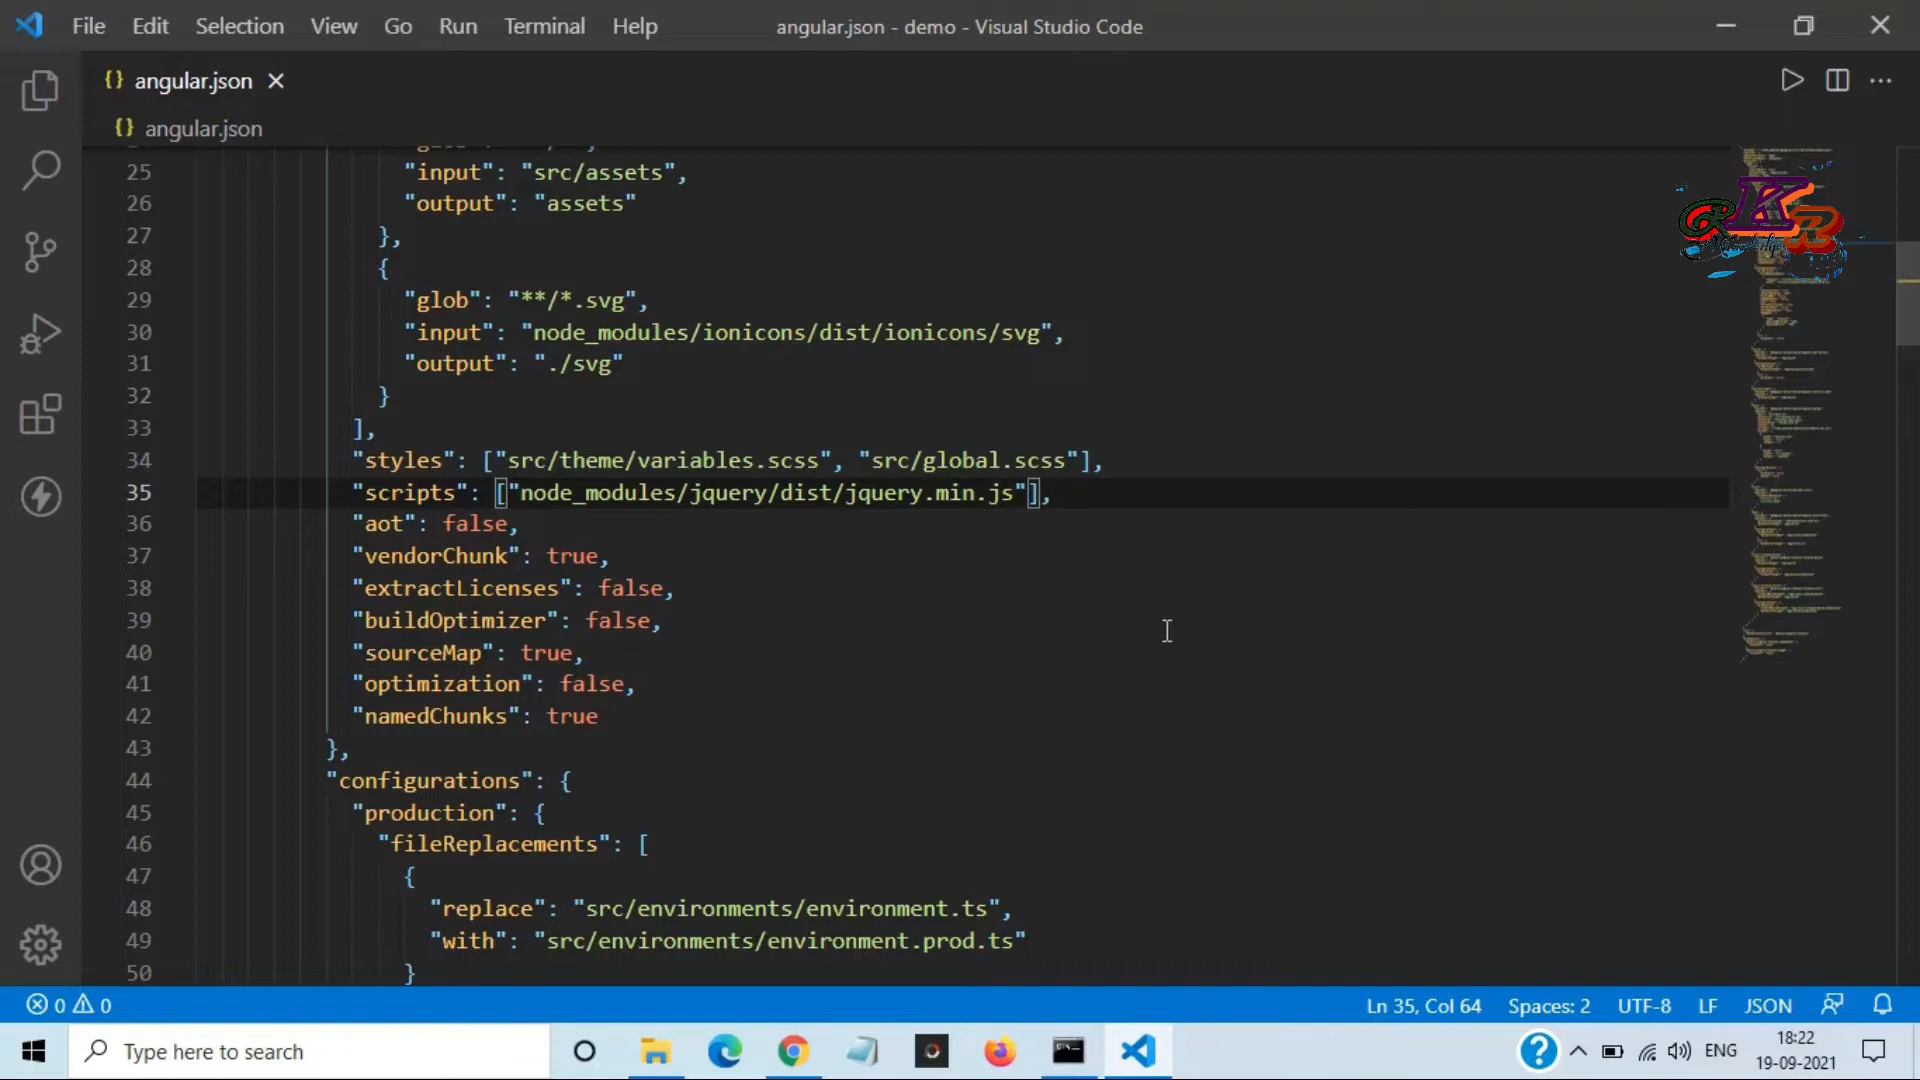 File Edit Selection View Go Run Terminal Help angular.json - demo - Visual Studio Code
{} angular.json
{} angular.json
25 "input": "src/assets",
26 "output": "assets"
27 },
28 {
29 "glob": "**/*.svg",
30 "input": "node_modules/ionicons/dist/ionicons/svg",
31 "output": "./svg"
32 }
33 ],
34 "styles": ["src/theme/variables.scss", "src/global.scss"],
35 "scripts": ["node_modules/jquery/dist/jquery.min.js"],
36 "aot": false,
37 "vendorChunk": true,
38 "extractLicenses": false,
39 "buildOptimizer": false,
40 "sourceMap": true,
41 "optimization": false,
42 "namedChunks": true
43 },
44 "configurations": {
45 "production": {
46 "fileReplacements": [
47 {
48 "replace": "src/environments/environment.ts",
49 "with": "src/environments/environment.prod.ts"
50 }
RKR
0 0 Ln 35, Col 64 Spaces: 2 UTF-8 LF JSON
Type here to search
ENG
18:22
19-09-2021